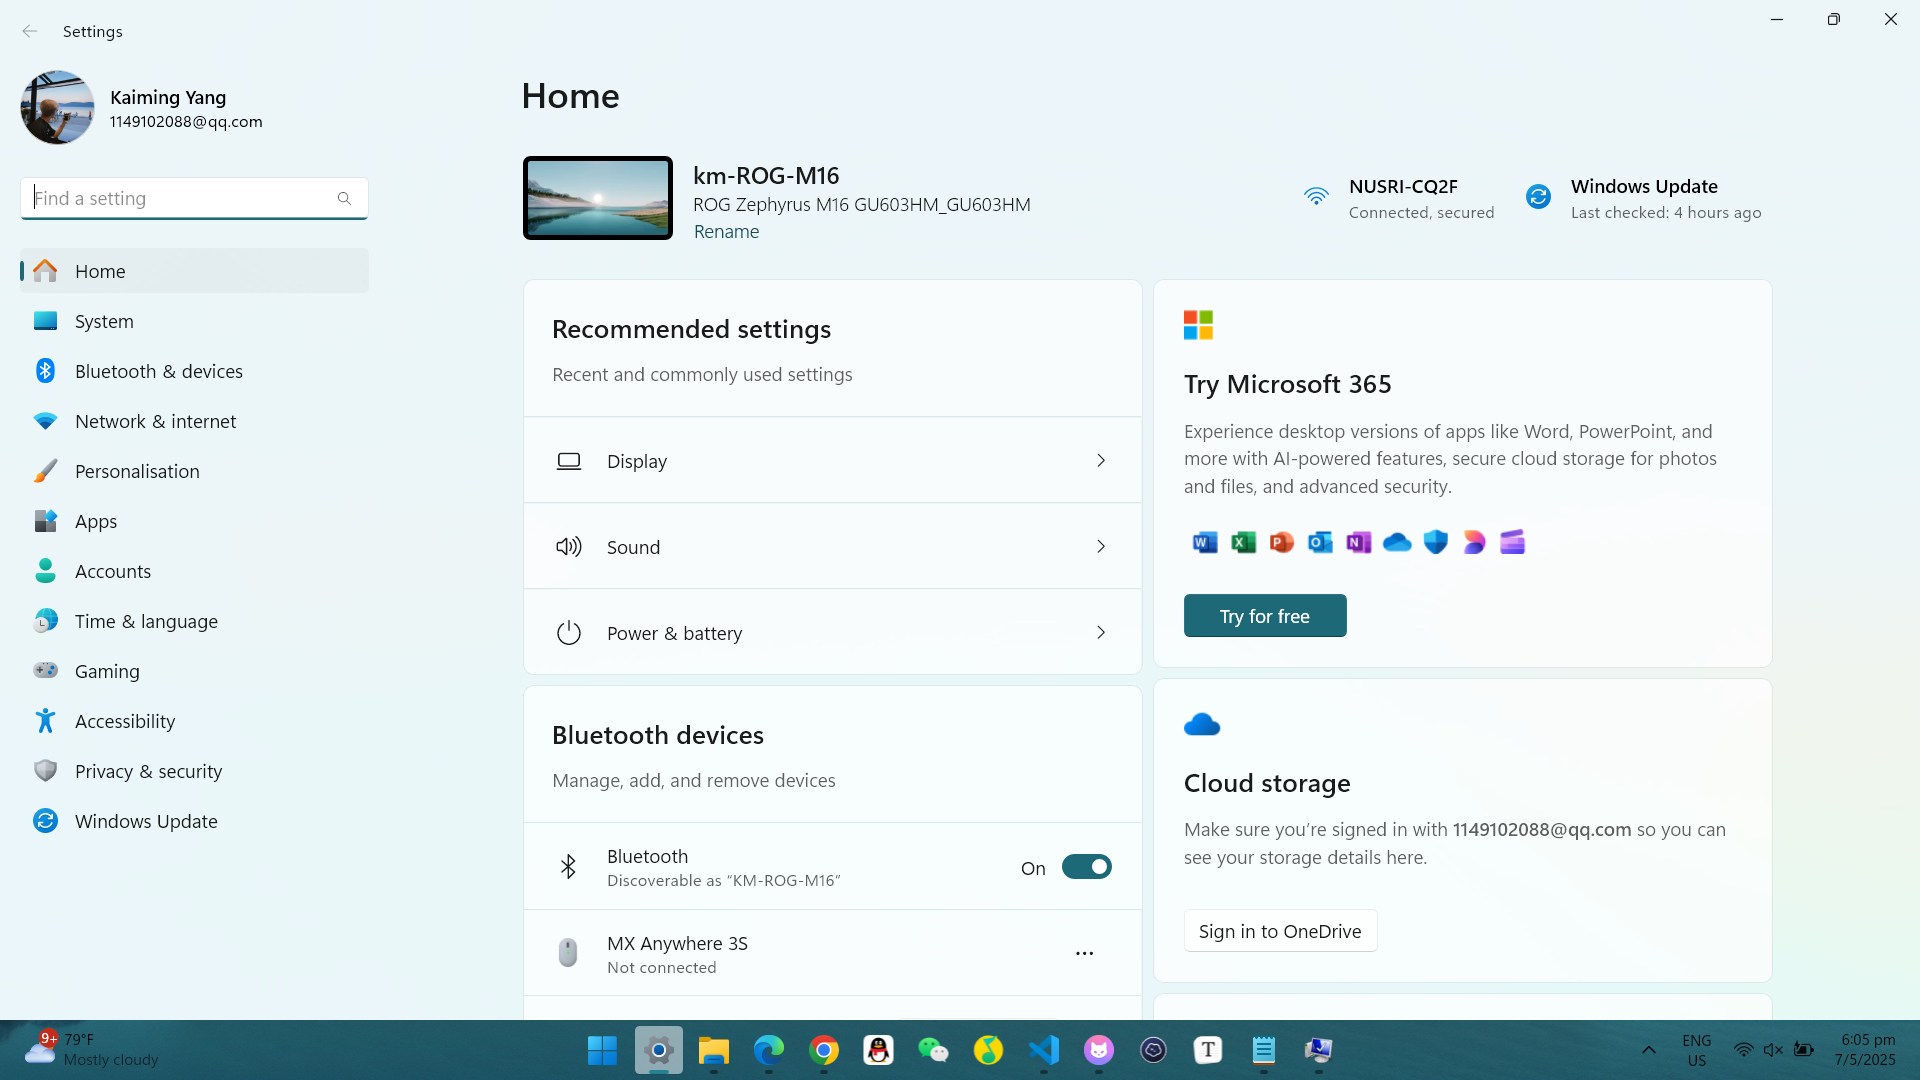 Settings
Kaiming Yang
1149102088@qq.com
Find a setting
Home
System
Bluetooth & devices
Network & internet
Personalisation
Apps
Accounts
Time & language
Gaming
Accessibility
Privacy & security
Windows Update
Home
km-ROG-M16
ROG Zephyrus M16 GU603HM_GU603HM
Rename
NUSRI-CQ2F
Connected, secured
Windows Update
Last checked: 4 hours ago
Recommended settings
Recent and commonly used settings
Display
Sound
Power & battery
Bluetooth devices
Manage, add, and remove devices
Bluetooth
Discoverable as “KM-ROG-M16”
On
MX Anywhere 3S
Not connected
Try Microsoft 365
Experience desktop versions of apps like Word, PowerPoint, and
more with AI-powered features, secure cloud storage for photos
and files, and advanced security.
Try for free
Cloud storage
Make sure you’re signed in with 1149102088@qq.com so you can
see your storage details here.
Sign in to OneDrive
9+
79°F
Mostly cloudy
ENG
US
6:05 pm
7/5/2025